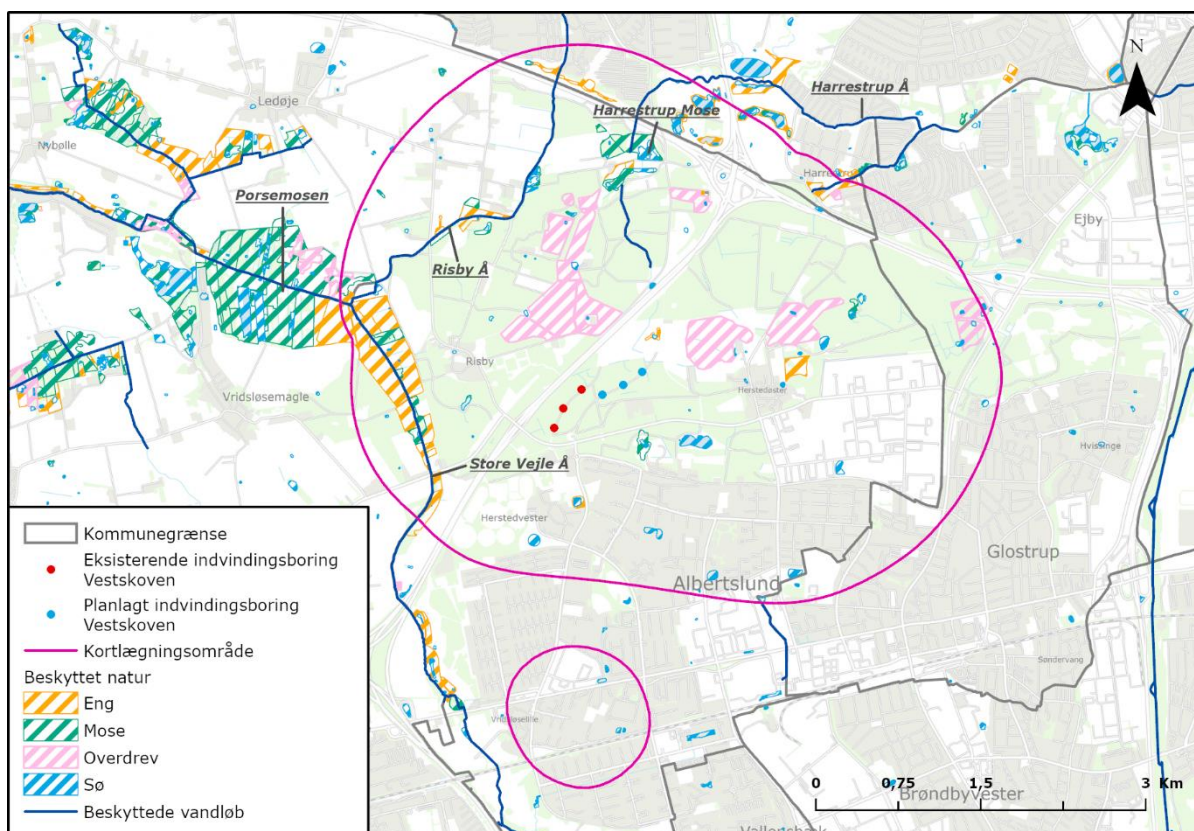 N
Harrestrup Å
Ledøje
Harrestrup Mose
Nybølle
Harrestrup
Porsemosen
Ejby
Risby Å
Risby
Herstedøster
Vridsløsemagle
Hvissinge
Store Vejle Å
Herstedvester
Glostrup
Albertslund
Søndervang
Vridsløselille
Brøndbyvester
0 0,75 1,5 3 Km
Kommunegrænse
Eksisterende indvindingsboring
Vestskoven
Planlagt indvindingsboring
Vestskoven
Kortlægningsområde
Beskyttet natur
Eng
Mose
Overdrev
Sø
Beskyttede vandløb